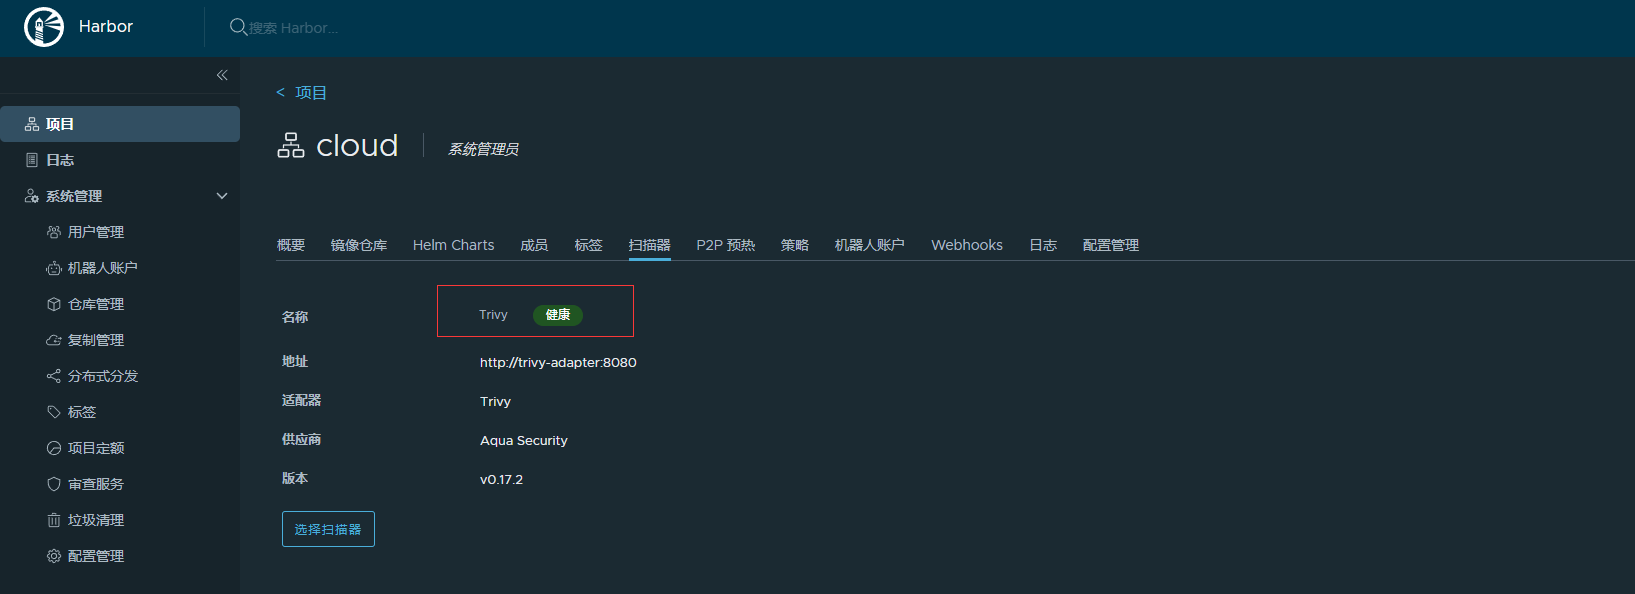 Harbor
搜索 Harbor...
项目
日志
系统管理
用户管理
机器人账户
仓库管理
复制管理
分布式分发
标签
项目定额
审查服务
垃圾清理
配置管理
< 项目
cloud 系统管理员
概要 镜像仓库 Helm Charts 成员 标签 扫描器 P2P 预热 策略 机器人账户 Webhooks 日志 配置管理
名称 Trivy 健康
地址 http://trivy-adapter:8080
适配器 Trivy
供应商 Aqua Security
版本 v0.17.2
选择扫描器